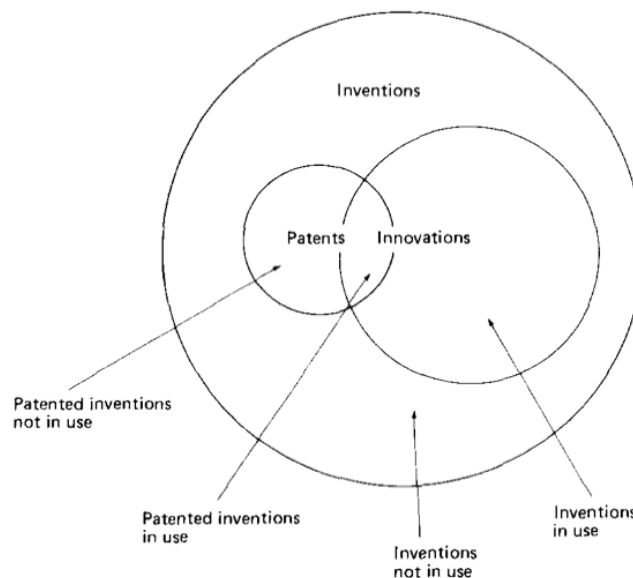 Inventions
Patents Innovations
Patented inventions
not in use
Patented inventions
in use
Inventions
not in use
Inventions
in use